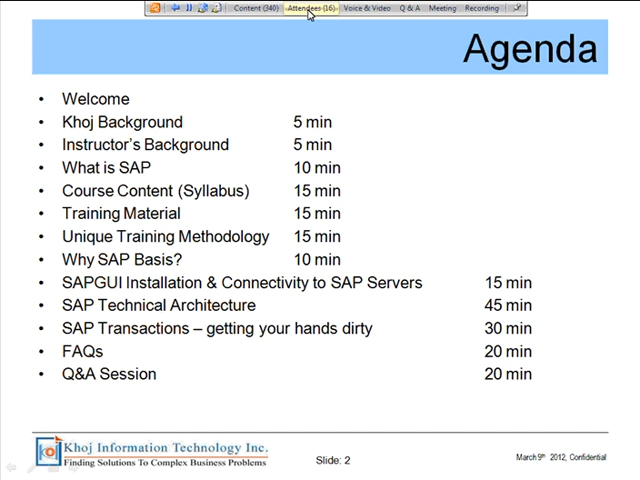 Content (340) Attendees (16) Voice & Video Q & A Meeting Recording
Agenda
• Welcome
• Khoj Background 5 min
• Instructor's Background 5 min
• What is SAP 10 min
• Course Content (Syllabus) 15 min
• Training Material 15 min
• Unique Training Methodology 15 min
• Why SAP Basis? 10 min
• SAPGUI Installation & Connectivity to SAP Servers 15 min
• SAP Technical Architecture 45 min
• SAP Transactions – getting your hands dirty 30 min
• FAQs 20 min
• Q&A Session 20 min
Khoj Information Technology Inc.
Finding Solutions To Complex Business Problems
Slide: 2
March 9th 2012, Confidential